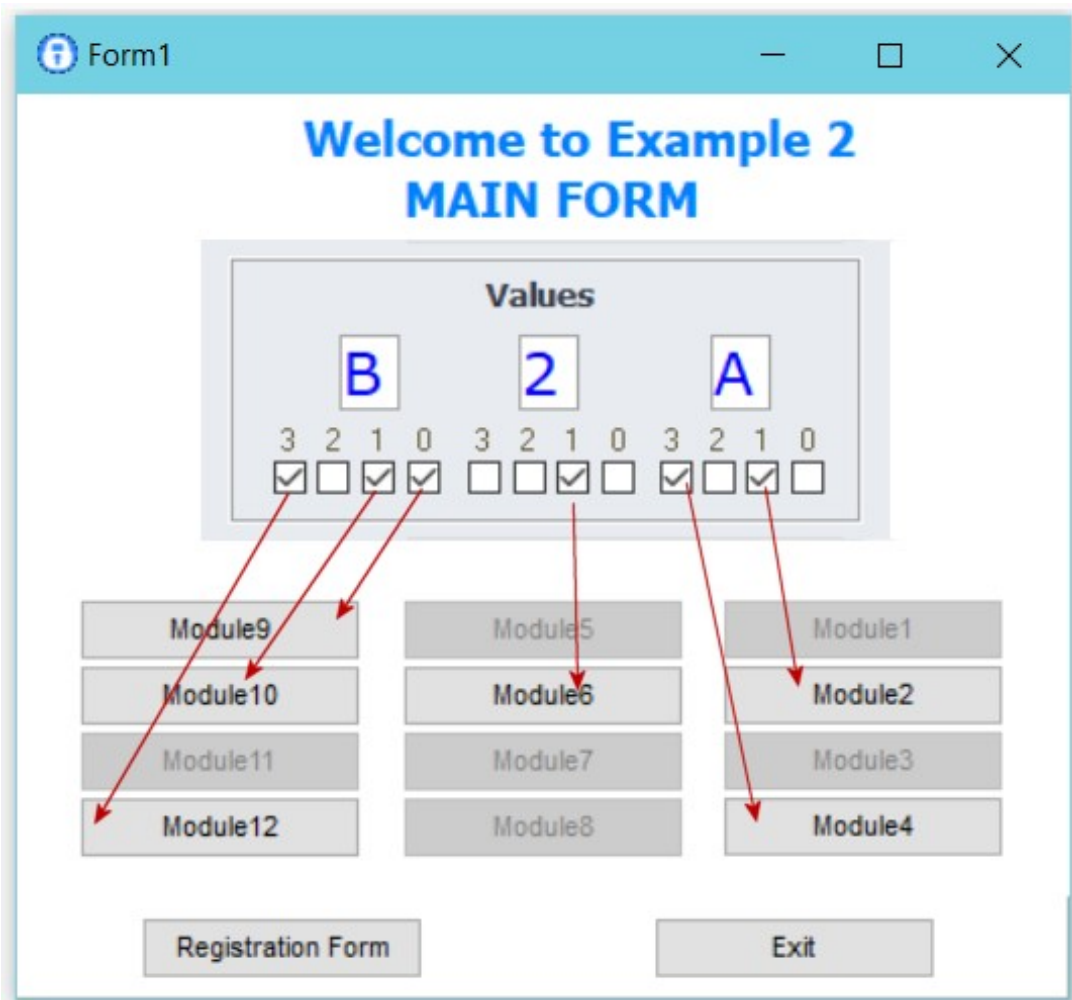 Form1
Welcome to Example 2
MAIN FORM
Values
B 2 A
3 2 1 0 3 2 1 0 3 2 1 0
Module9 Module5 Module1
Module10 Module6 Module2
Module11 Module7 Module3
Module12 Module8 Module4
Registration Form Exit